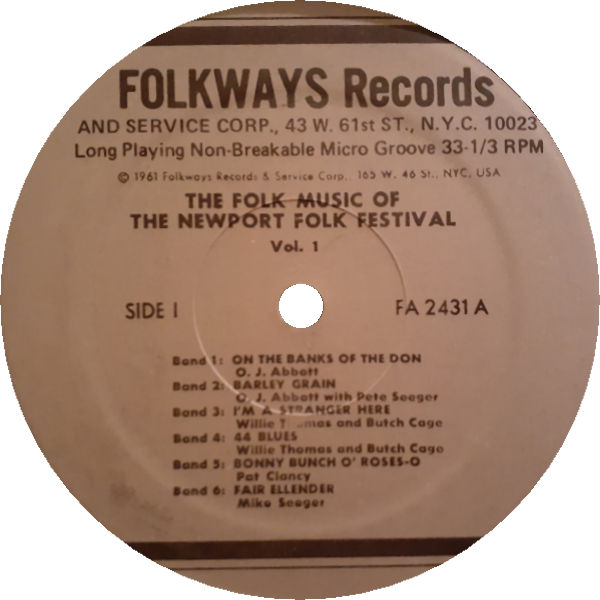 FOLKWAYS Records
AND SERVICE CORP., 43 W. 61st ST., N.Y.C. 10023
Long Playing Non-Breakable Micro Groove 33-1/3 RPM
© 1961 Folkways Records & Service Corp., 165 W. 46 St., NYC, USA
THE FOLK MUSIC OF
THE NEWPORT FOLK FESTIVAL
Vol. 1
SIDE I
FA 2431 A
Band 1: ON THE BANKS OF THE DON
O. J. Abbott
Band 2: BARLEY GRAIN
O. J. Abbott with Pete Seeger
Band 3: I'M A STRANGER HERE
Willie Thomas and Butch Cage
Band 4: 44 BLUES
Willie Thomas and Butch Cage
Band 5: BONNY BUNCH O' ROSES-O
Pat Clancy
Band 6: FAIR ELLENDER
Mike Seeger